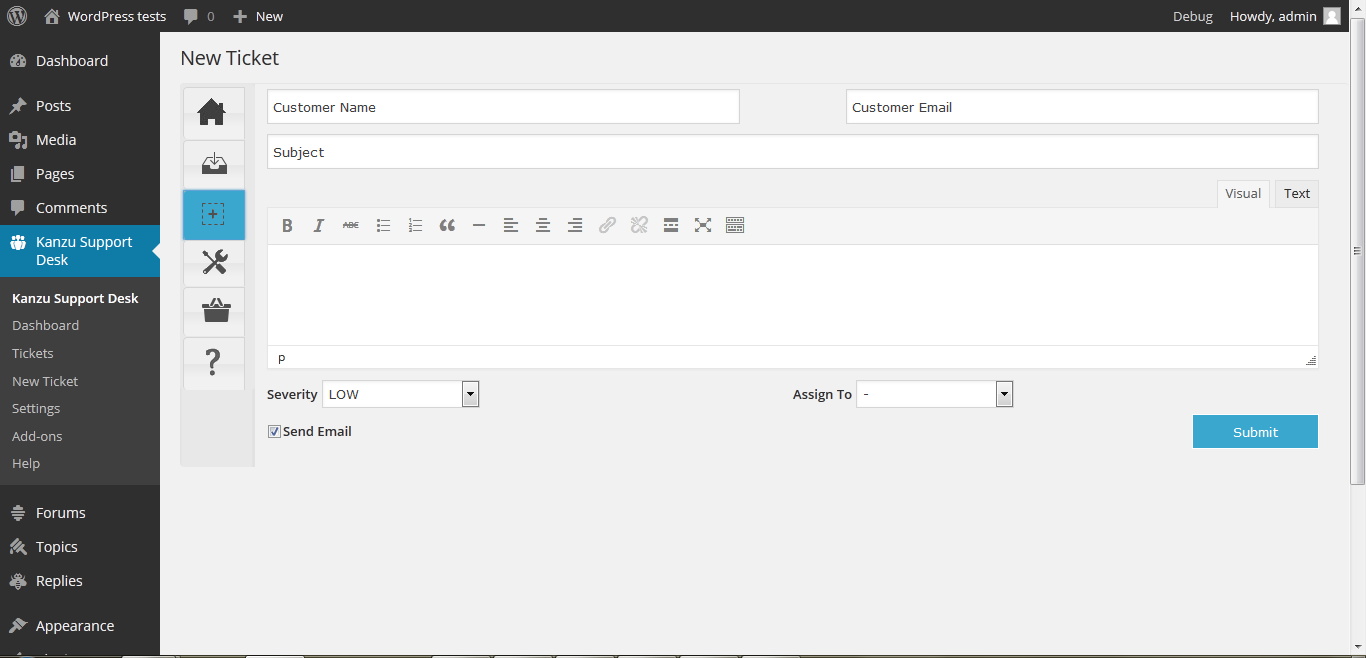 WordPress tests 0 New Debug Howdy, admin
Dashboard
Posts
Media
Pages
Comments
Kanzu Support
Desk
Kanzu Support Desk
Dashboard
Tickets
New Ticket
Settings
Add-ons
Help
Forums
Topics
Replies
Appearance
New Ticket
Customer Name Customer Email
Subject
Visual Text
B I ABC
p
Severity LOW Assign To -
Send Email Submit
?